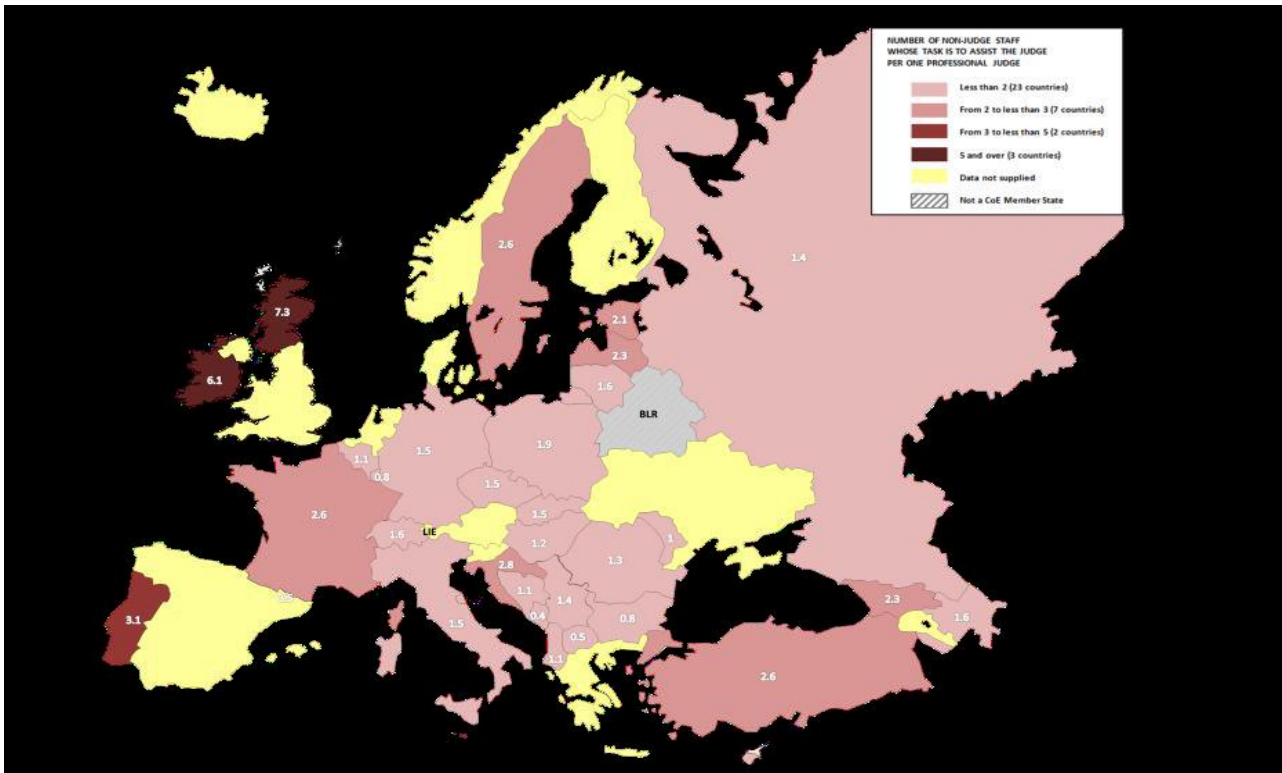 NUMBER OF NON-JUDGE STAFF
WHOSE TASK IS TO ASSIST THE JUDGE
PER ONE PROFESSIONAL JUDGE
Less than 2 (23 countries)
From 2 to less than 3 (7 countries)
From 3 to less than 5 (2 countries)
5 and over (3 countries)
Data not supplied
Not a CoE Member State
2.6
1.4
7.3
2.1
2.3
6.1
1.6
BLR
1.9
1.5
1.1
0.8
1.5
2.6
1.5
1.6
LIE
1.2
1
2.8
1.3
1.1
1.4
2.3
0.4
0.8
1.6
3.1
1.5
0.5
1.1
2.6